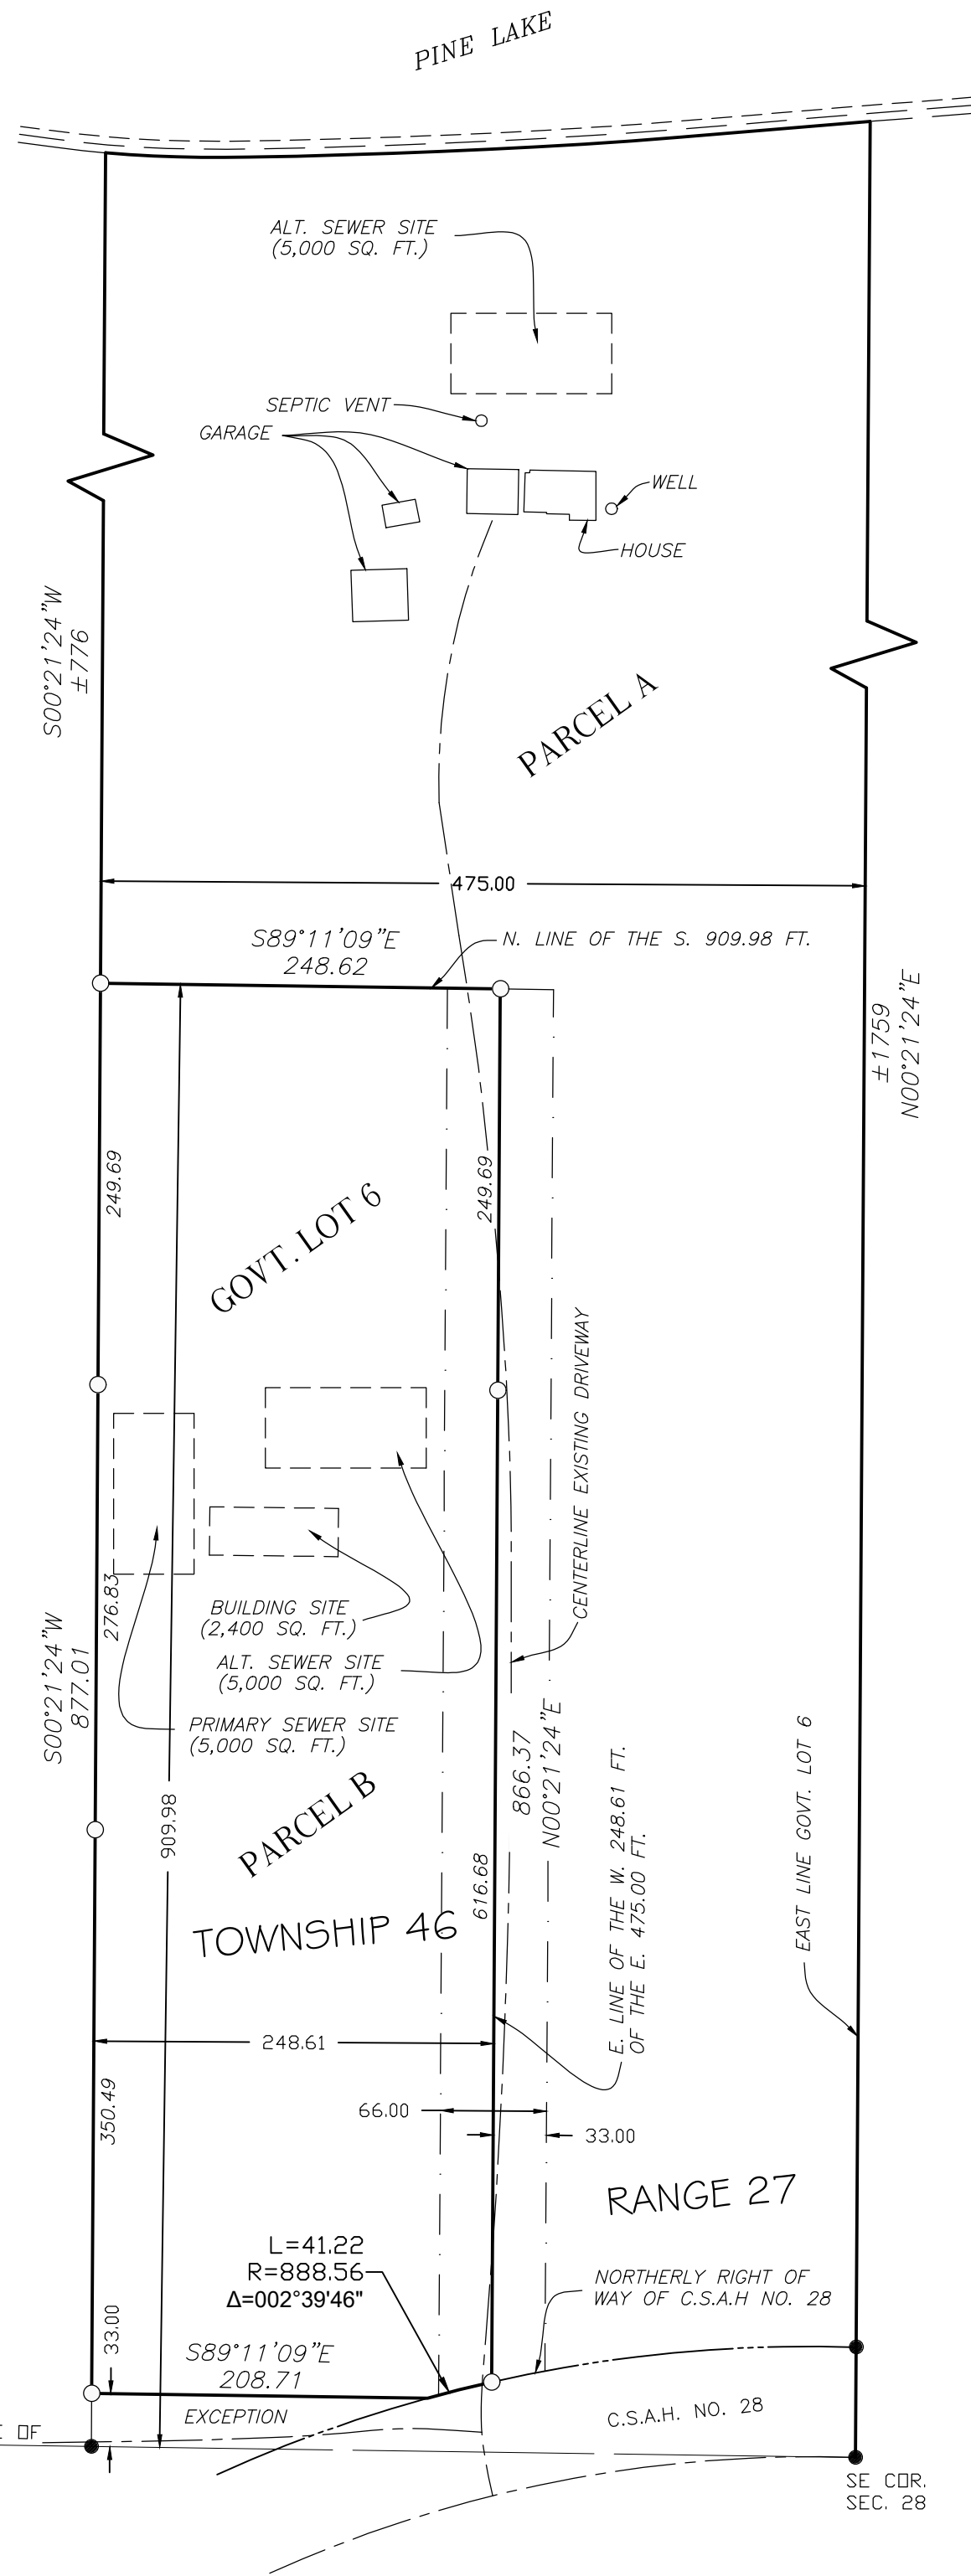 PINE LAKE
ALT. SEWER SITE
(5,000 SQ. FT.)
SEPTIC VENT
GARAGE
WELL
HOUSE
S00°21'24"W
±776
PARCEL A
475.00
S89°11'09"E
248.62
N. LINE OF THE S. 909.98 FT.
±1759
N00°21'24"E
249.69
249.69
GOVT. LOT 6
CENTERLINE EXISTING DRIVEWAY
276.83
BUILDING SITE
(2,400 SQ. FT.)
ALT. SEWER SITE
(5,000 SQ. FT.)
PRIMARY SEWER SITE
(5,000 SQ. FT.)
S00°21'24"W
877.01
866.37
N00°21'24"E
E. LINE OF THE W. 248.61 FT.
OF THE E. 475.00 FT.
EAST LINE GOVT. LOT 6
909.98
PARCEL B
616.68
TOWNSHIP 46
248.61
350.49
66.00
33.00
RANGE 27
L=41.22
R=888.56
Δ=002°39'46"
NORTHERLY RIGHT OF
WAY OF C.S.A.H NO. 28
33.00
S89°11'09"E
208.71
EXCEPTION
C.S.A.H. NO. 28
OF
SE COR.
SEC. 28